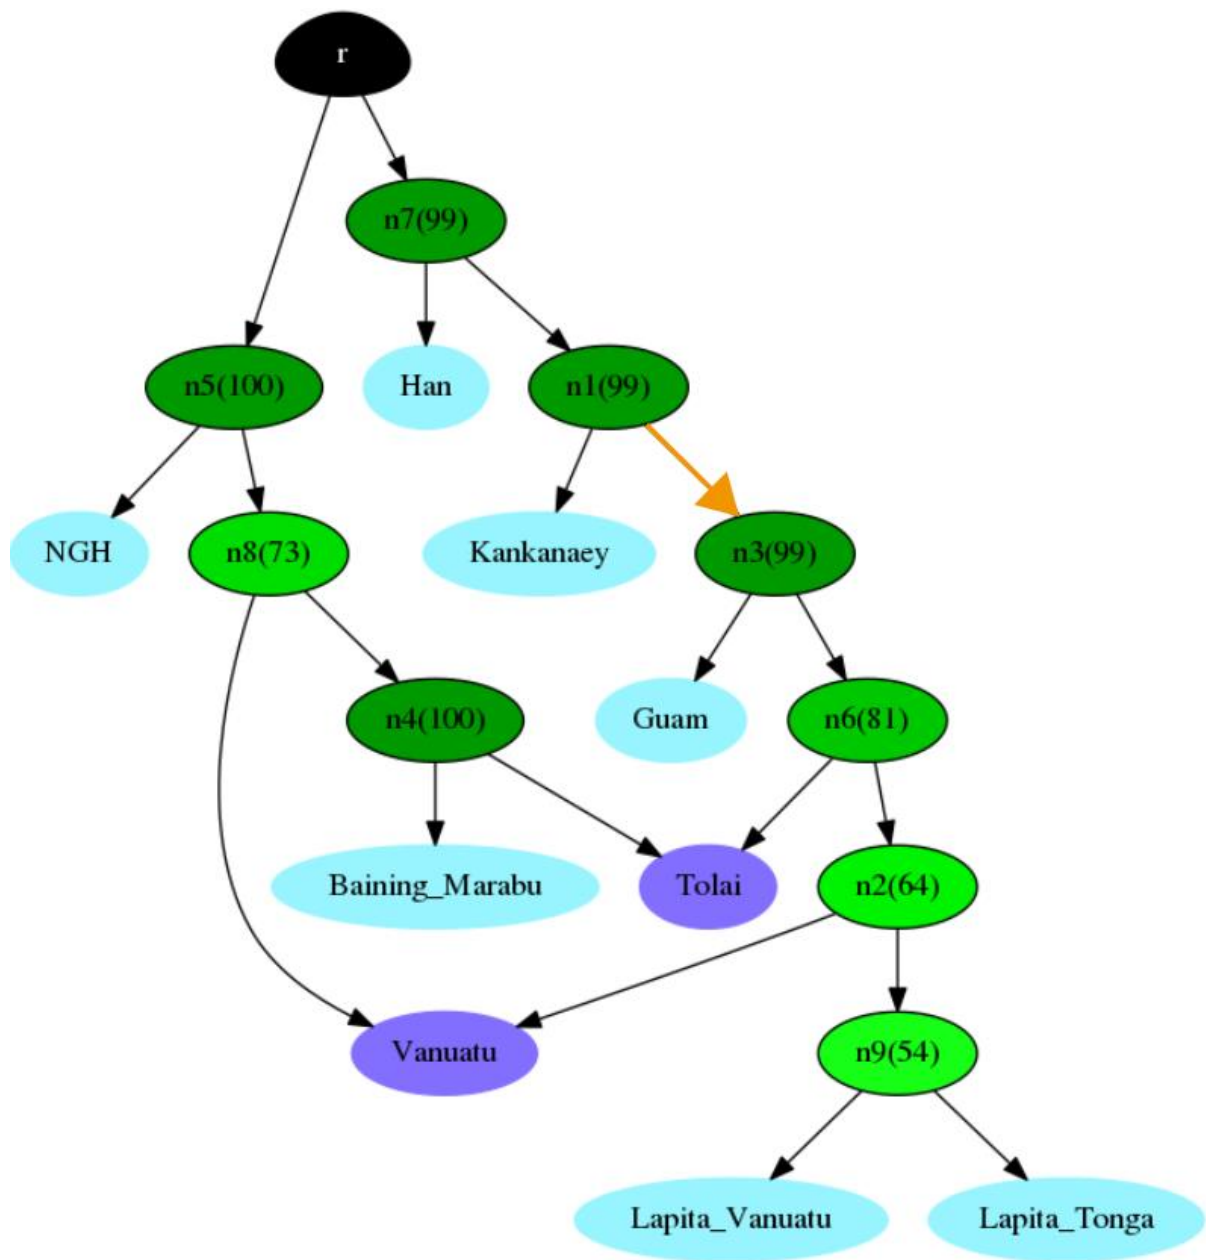 r
n7(99)
n5(100)
Han
n1(99)
NGH
n8(73)
Kankanaey
n3(99)
n4(100)
Guam
n6(81)
Baining_Marabu
Tolai
n2(64)
Vanuatu
n9(54)
Lapita_Vanuatu
Lapita_Tonga